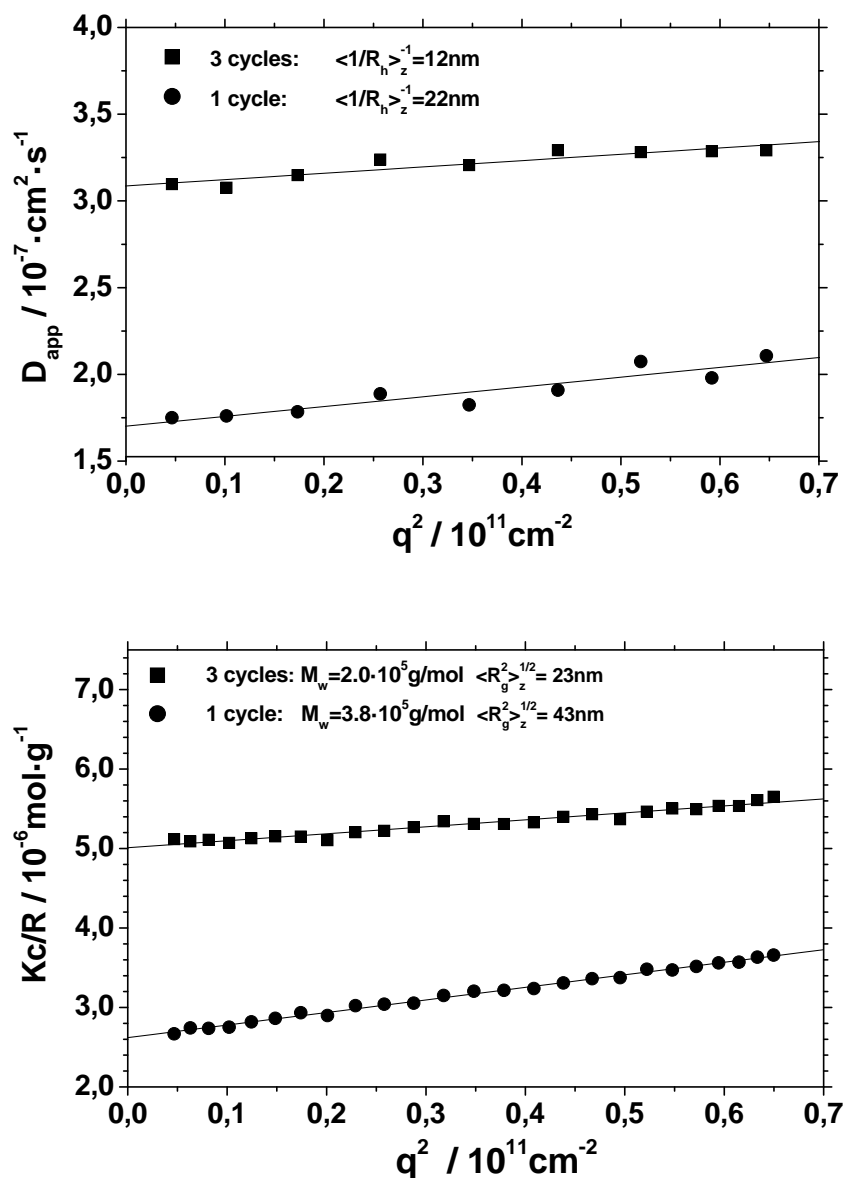 4,0
3 cycles: <1/R_h>_z^-1=12nm
1 cycle: <1/R_h>_z^-1=22nm
3,5
3,0
2,5
2,0
1,5
D_app / 10^-7·cm^2·s^-1
0,0 0,1 0,2 0,3 0,4 0,5 0,6 0,7
q^2 / 10^11cm^-2
3 cycles: M_w=2.0·10^5g/mol <R_g^2>_z^1/2= 23nm
1 cycle: M_w=3.8·10^5g/mol <R_g^2>_z^1/2= 43nm
7,0
6,0
5,0
4,0
3,0
2,0
Kc/R / 10^-6mol·g^-1
0,0 0,1 0,2 0,3 0,4 0,5 0,6 0,7
q^2 / 10^11cm^-2